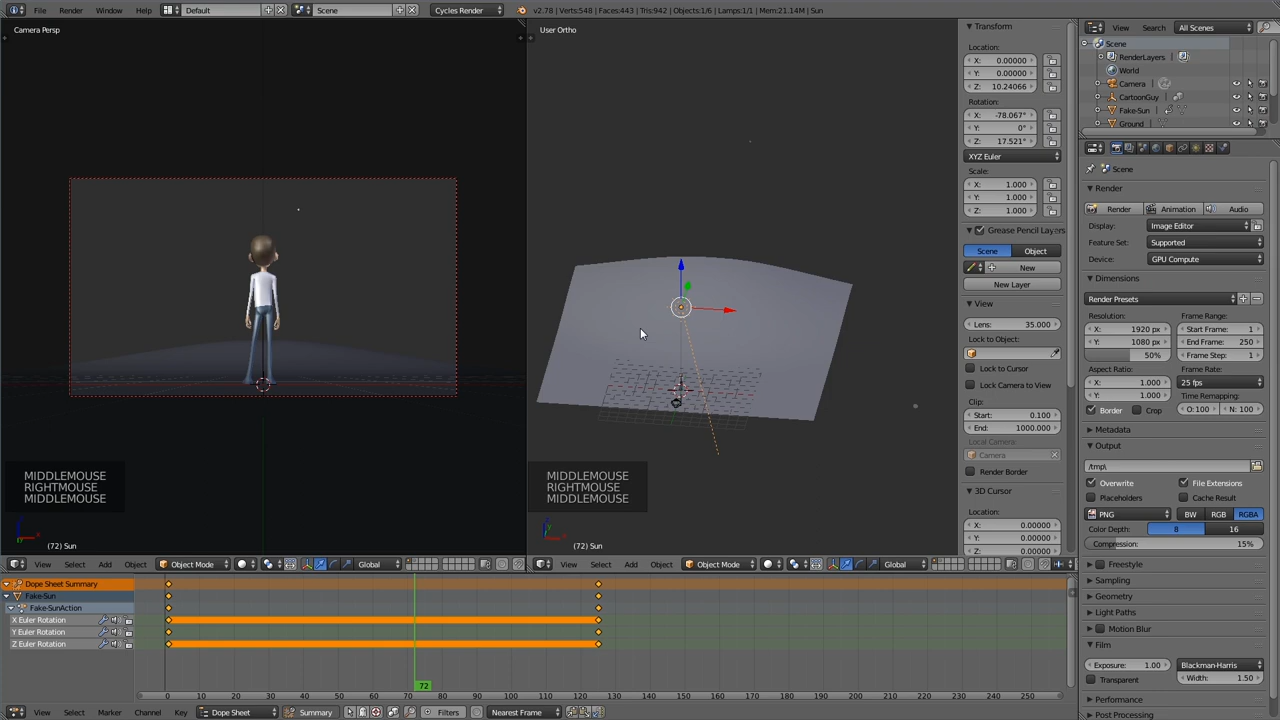 File Render Window Help Default Scene Cycles Render v2.78 | Verts:548 | Faces:443 | Tris:942 | Objects:1/6 | Lamps:1/1 | Mem:21.14M | Sun
Camera Persp
MIDDLEMOUSE
RIGHTMOUSE
MIDDLEMOUSE
(72) Sun
View Select Add Object Object Mode Global
User Ortho
MIDDLEMOUSE
RIGHTMOUSE
MIDDLEMOUSE
(72) Sun
View Select Add Object Object Mode Global
Transform
Location:
X: 0.00000
Y: 0.00000
Z: 10.24066
Rotation:
X: -78.067°
Y: 0°
Z: 17.521°
XYZ Euler
Scale:
X: 1.000
Y: 1.000
Z: 1.000
Grease Pencil Layers
Scene Object
New
New Layer
View
Lens: 35.000
Lock to Object:
Lock to Cursor
Lock Camera to View
Clip:
Start: 0.100
End: 1000.000
Local Camera:
Camera
Render Border
3D Cursor
Location:
X: 0.00000
Y: 0.00000
Z: 0.00000
View Search All Scenes
Scene
RenderLayers
World
Camera
CartoonGuy
Fake-Sun
Ground
Scene
Render
Render Animation Audio
Display: Image Editor
Feature Set: Supported
Device: GPU Compute
Dimensions
Render Presets
Resolution: Frame Range:
X: 1920 px Start Frame: 1
Y: 1080 px End Frame: 250
50% Frame Step: 1
Aspect Ratio: Frame Rate:
X: 1.000 25 fps
Y: 1.000 Time Remapping:
Border Crop O: 100 N: 100
Metadata
Output
/tmp\
Overwrite File Extensions
Placeholders Cache Result
PNG BW RGB RGBA
Color Depth: 8 16
Compression: 15%
Freestyle
Sampling
Geometry
Light Paths
Motion Blur
Film
Exposure: 1.00 Blackman-Harris
Transparent Width: 1.50
Performance
Post Processing
Dope Sheet Summary
Fake-Sun
Fake-SunAction
X Euler Rotation
Y Euler Rotation
Z Euler Rotation
0 10 20 30 40 50 60 70 72 80 90 100 110 120 130 140 150 160 170 180 190 200 210 220 230 240 250
View Select Marker Channel Key Dope Sheet Summary Filters Nearest Frame